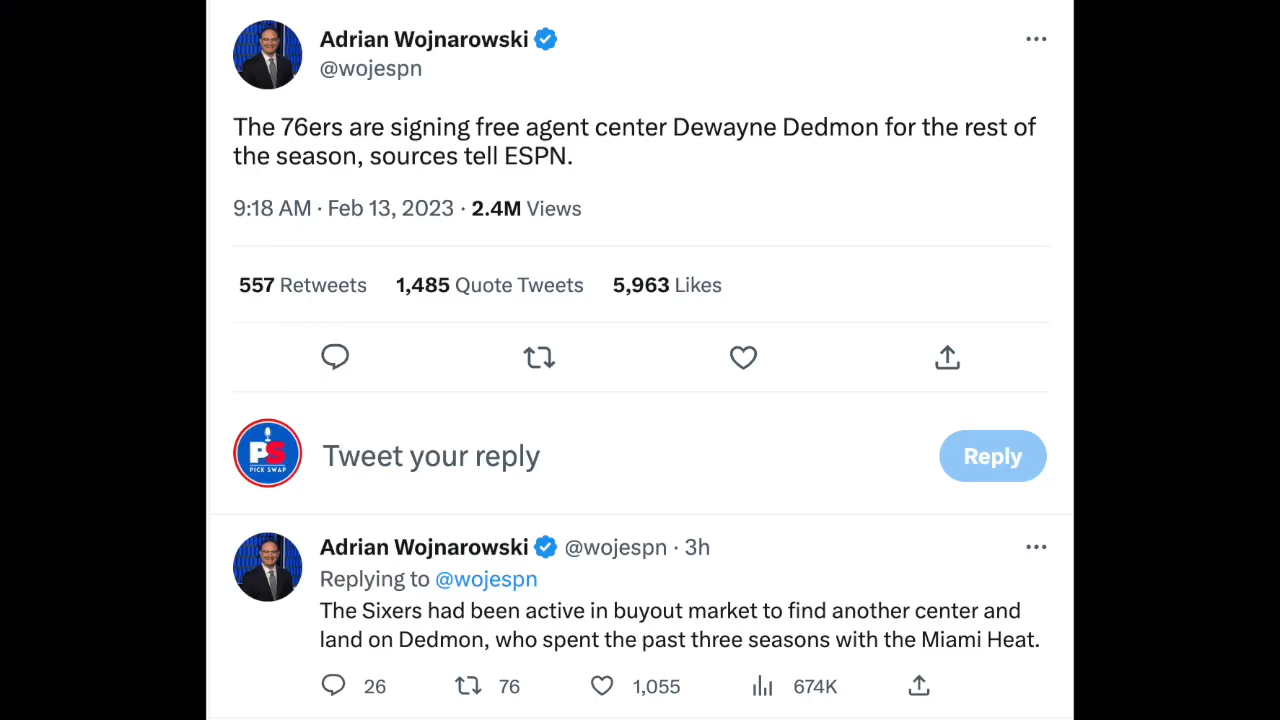 Adrian Wojnarowski
@wojespn
The 76ers are signing free agent center Dewayne Dedmon for the rest of
the season, sources tell ESPN.
9:18 AM · Feb 13, 2023 · 2.4M Views
557 Retweets 1,485 Quote Tweets 5,963 Likes
PS
PICK SWAP
Tweet your reply
Reply
Adrian Wojnarowski @wojespn · 3h
Replying to @wojespn
The Sixers had been active in buyout market to find another center and
land on Dedmon, who spent the past three seasons with the Miami Heat.
26 76 1,055 674K